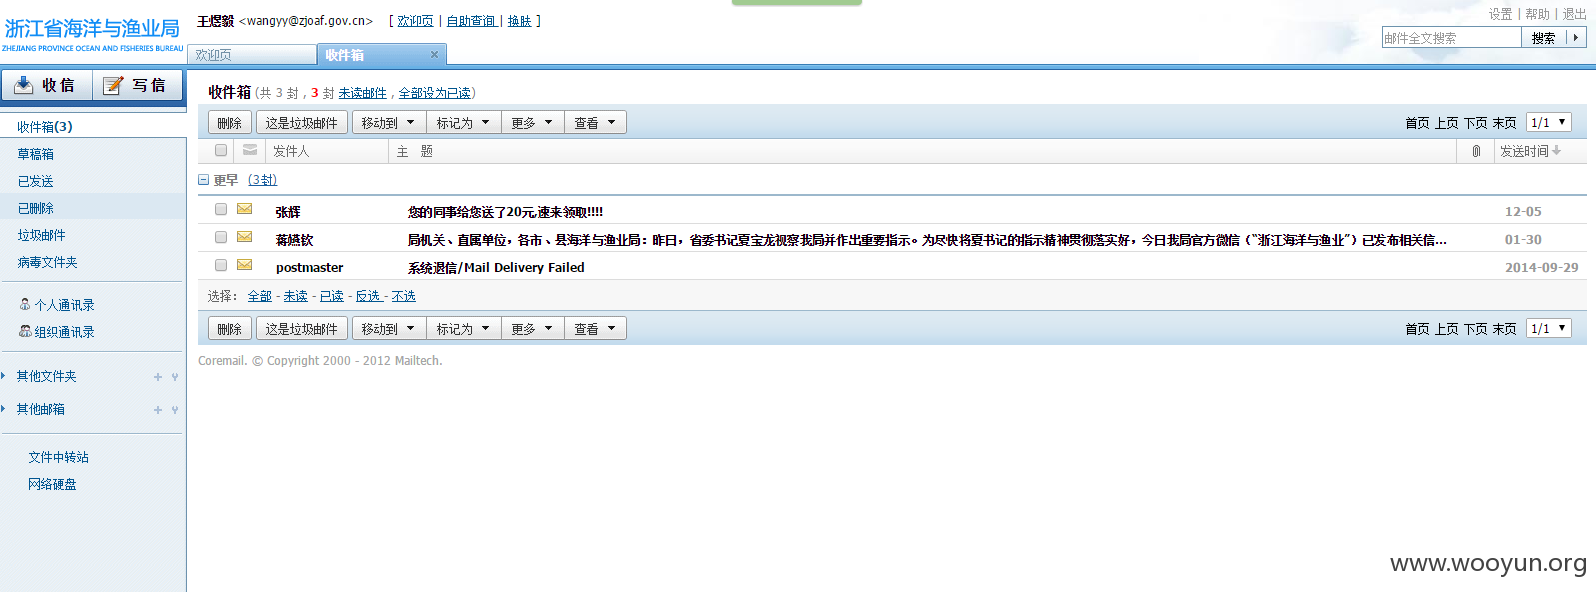 浙江省海洋与渔业局
ZHEJIANG PROVINCE OCEAN AND FISHERIES BUREAU
王煜毅 <wangyy@zjoaf.gov.cn> [ 欢迎页 | 自助查询 | 换肤 ]
设置 | 帮助 | 退出
邮件全文搜索 搜索
欢迎页 收件箱 ×
收信 写信
收件箱(3)
草稿箱
已发送
已删除
垃圾邮件
病毒文件夹
个人通讯录
组织通讯录
其他文件夹
其他邮箱
文件中转站
网络硬盘
收件箱 (共 3 封 , 3 封 未读邮件 , 全部设为已读)
删除 这是垃圾邮件 移动到 标记为 更多 查看 首页 上页 下页 末页 1/1
发件人 主 题 发送时间
更早 (3封)
张辉 您的同事给您送了20元,速来领取!!!! 12-05
蒋嬿钦 局机关、直属单位，各市、县海洋与渔业局：昨日，省委书记夏宝龙视察我局并作出重要指示。为尽快将夏书记的指示精神贯彻落实好，今日我局官方微信（“浙江海洋与渔业”）已发布相关信... 01-30
postmaster 系统退信/Mail Delivery Failed 2014-09-29
选择： 全部 - 未读 - 已读 - 反选 - 不选
删除 这是垃圾邮件 移动到 标记为 更多 查看 首页 上页 下页 末页 1/1
Coremail. © Copyright 2000 - 2012 Mailtech.
www.wooyun.org